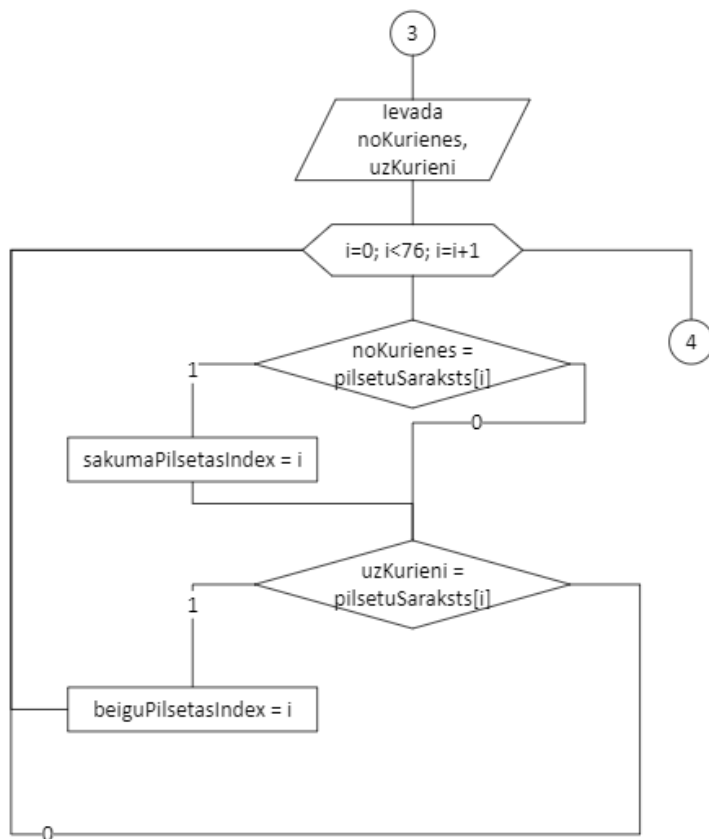 3
Ievada
noKurienes,
uzKurieni
i=0; i<76; i=i+1
4
noKurienes =
pilsetuSaraksts[i]
1
0
sakumaPilsetasIndex = i
uzKurieni =
pilsetuSaraksts[i]
1
beiguPilsetasIndex = i
0